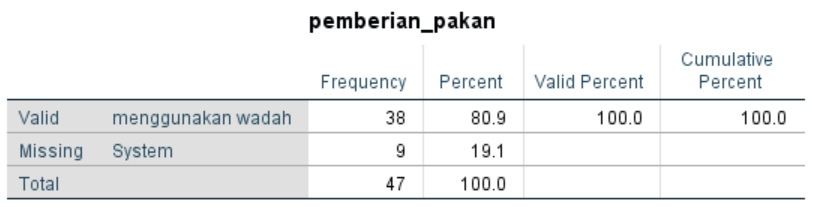 pemberian_pakan
Frequency Percent Valid Percent Cumulative Percent
Valid menggunakan wadah 38 80.9 100.0 100.0
Missing System 9 19.1
Total 47 100.0